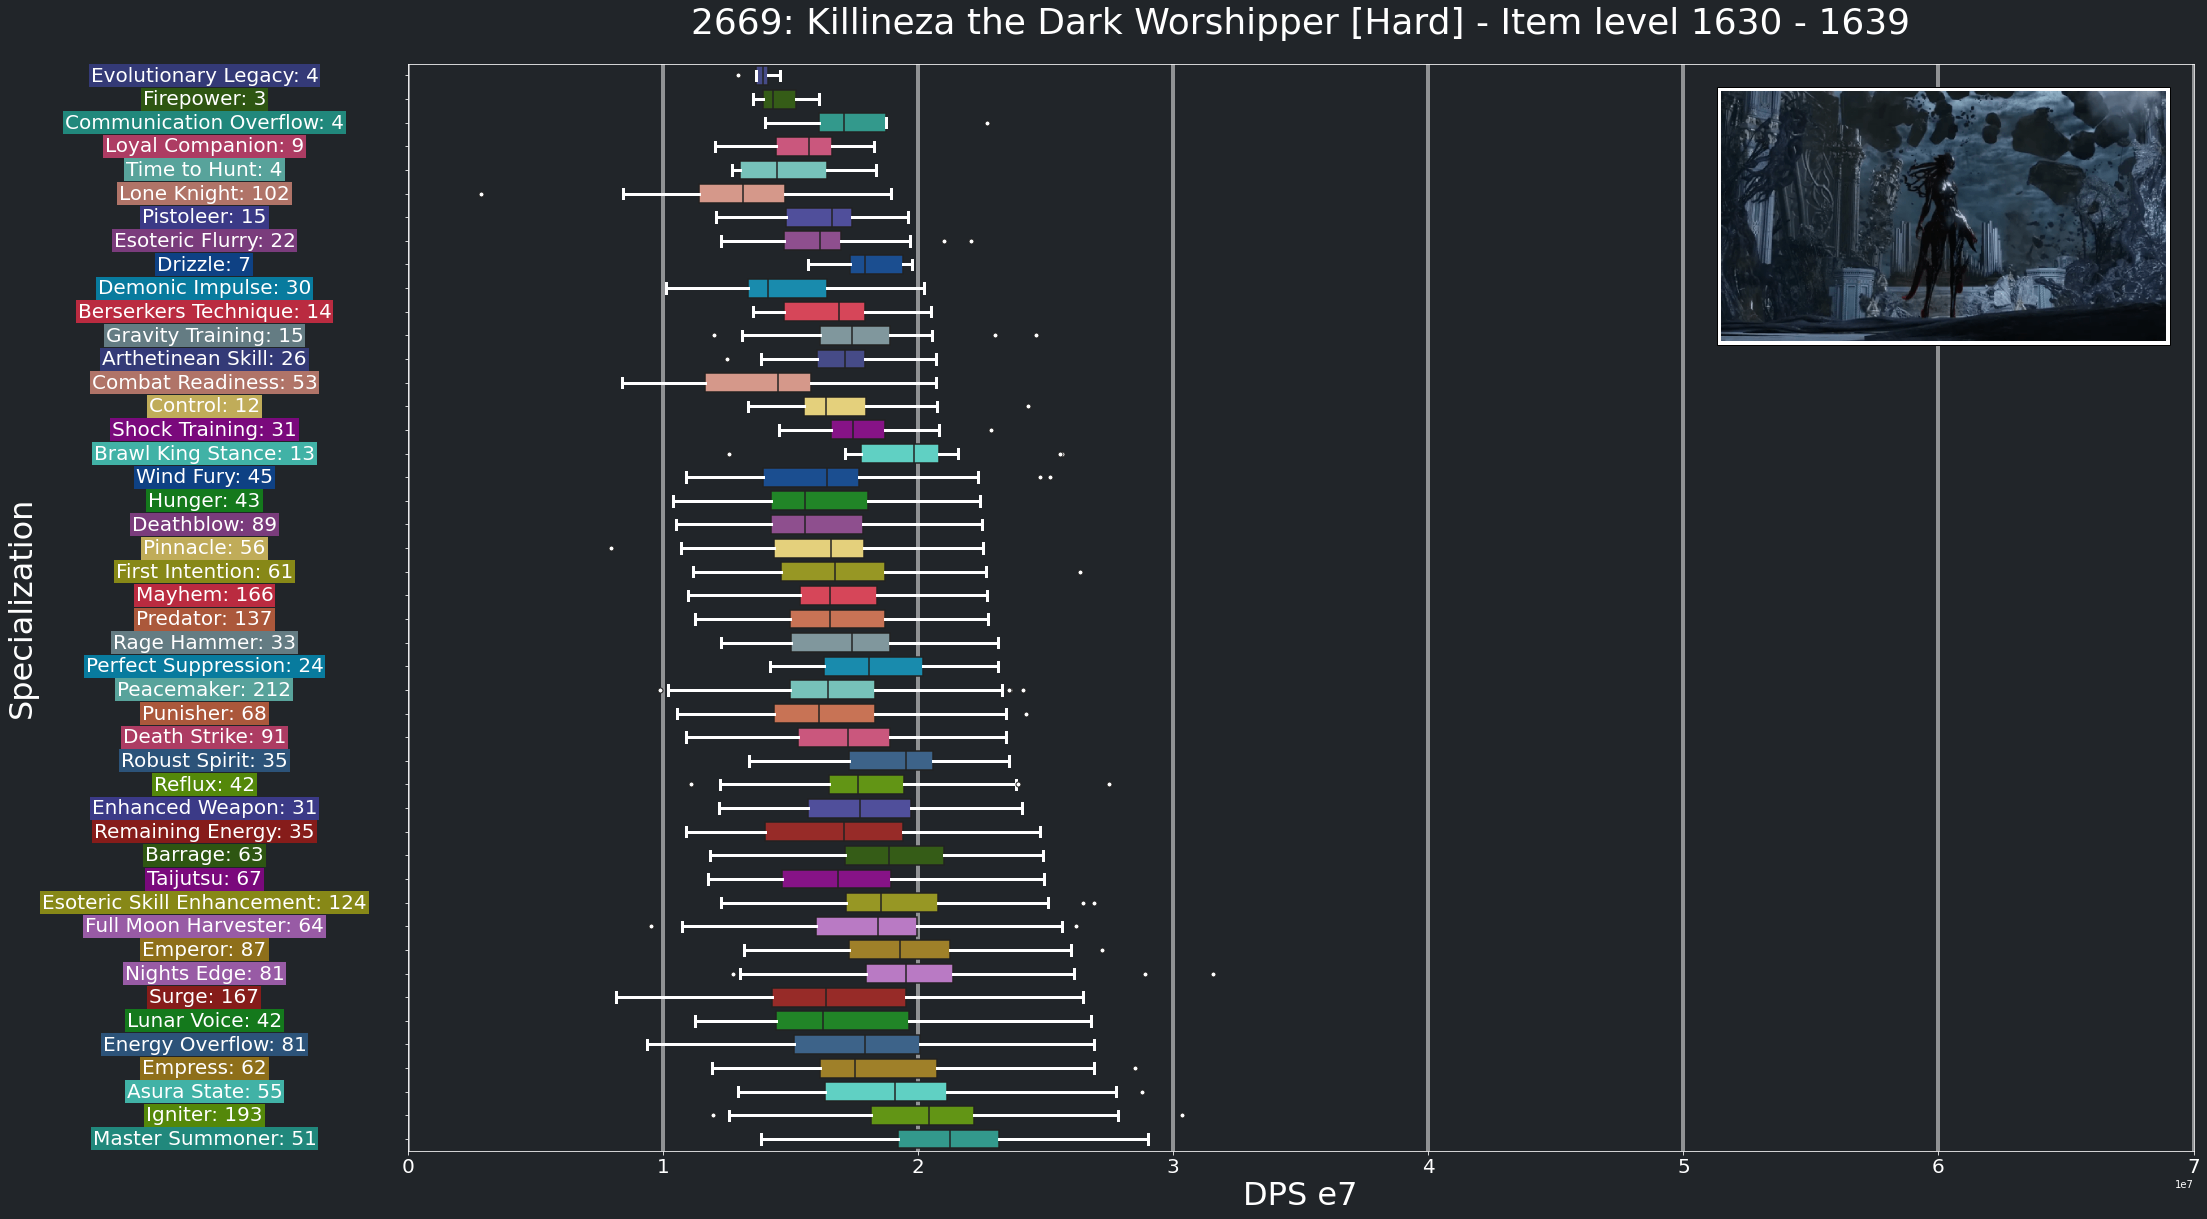 2669: Killineza the Dark Worshipper [Hard] - Item level 1630 - 1639
Specialization
Evolutionary Legacy: 4
Firepower: 3
Communication Overflow: 4
Loyal Companion: 9
Time to Hunt: 4
Lone Knight: 102
Pistoleer: 15
Esoteric Flurry: 22
Drizzle: 7
Demonic Impulse: 30
Berserkers Technique: 14
Gravity Training: 15
Arthetinean Skill: 26
Combat Readiness: 53
Control: 12
Shock Training: 31
Brawl King Stance: 13
Wind Fury: 45
Hunger: 43
Deathblow: 89
Pinnacle: 56
First Intention: 61
Mayhem: 166
Predator: 137
Rage Hammer: 33
Perfect Suppression: 24
Peacemaker: 212
Punisher: 68
Death Strike: 91
Robust Spirit: 35
Reflux: 42
Enhanced Weapon: 31
Remaining Energy: 35
Barrage: 63
Taijutsu: 67
Esoteric Skill Enhancement: 124
Full Moon Harvester: 64
Emperor: 87
Nights Edge: 81
Surge: 167
Lunar Voice: 42
Energy Overflow: 81
Empress: 62
Asura State: 55
Igniter: 193
Master Summoner: 51
0 1 2 3 4 5 6 7
1e7
DPS e7